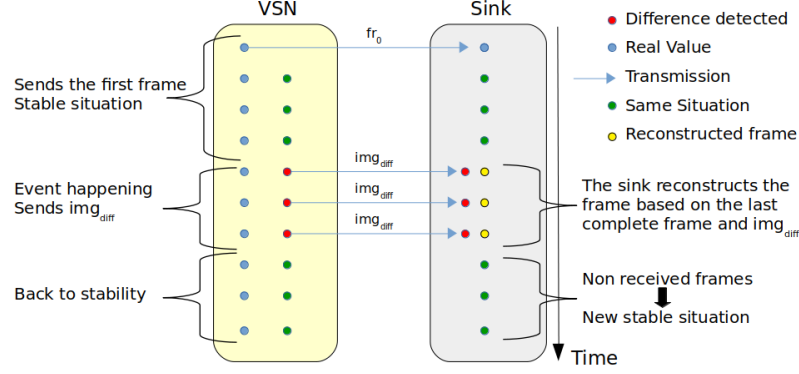 VSN
Sink
fr0
Difference detected
Real Value
Transmission
Same Situation
Reconstructed frame
Sends the first frame
Stable situation
imgdiff
imgdiff
imgdiff
Event happening
Sends imgdiff
The sink reconstructs the
frame based on the last
complete frame and imgdiff
Back to stability
Non received frames
New stable situation
Time